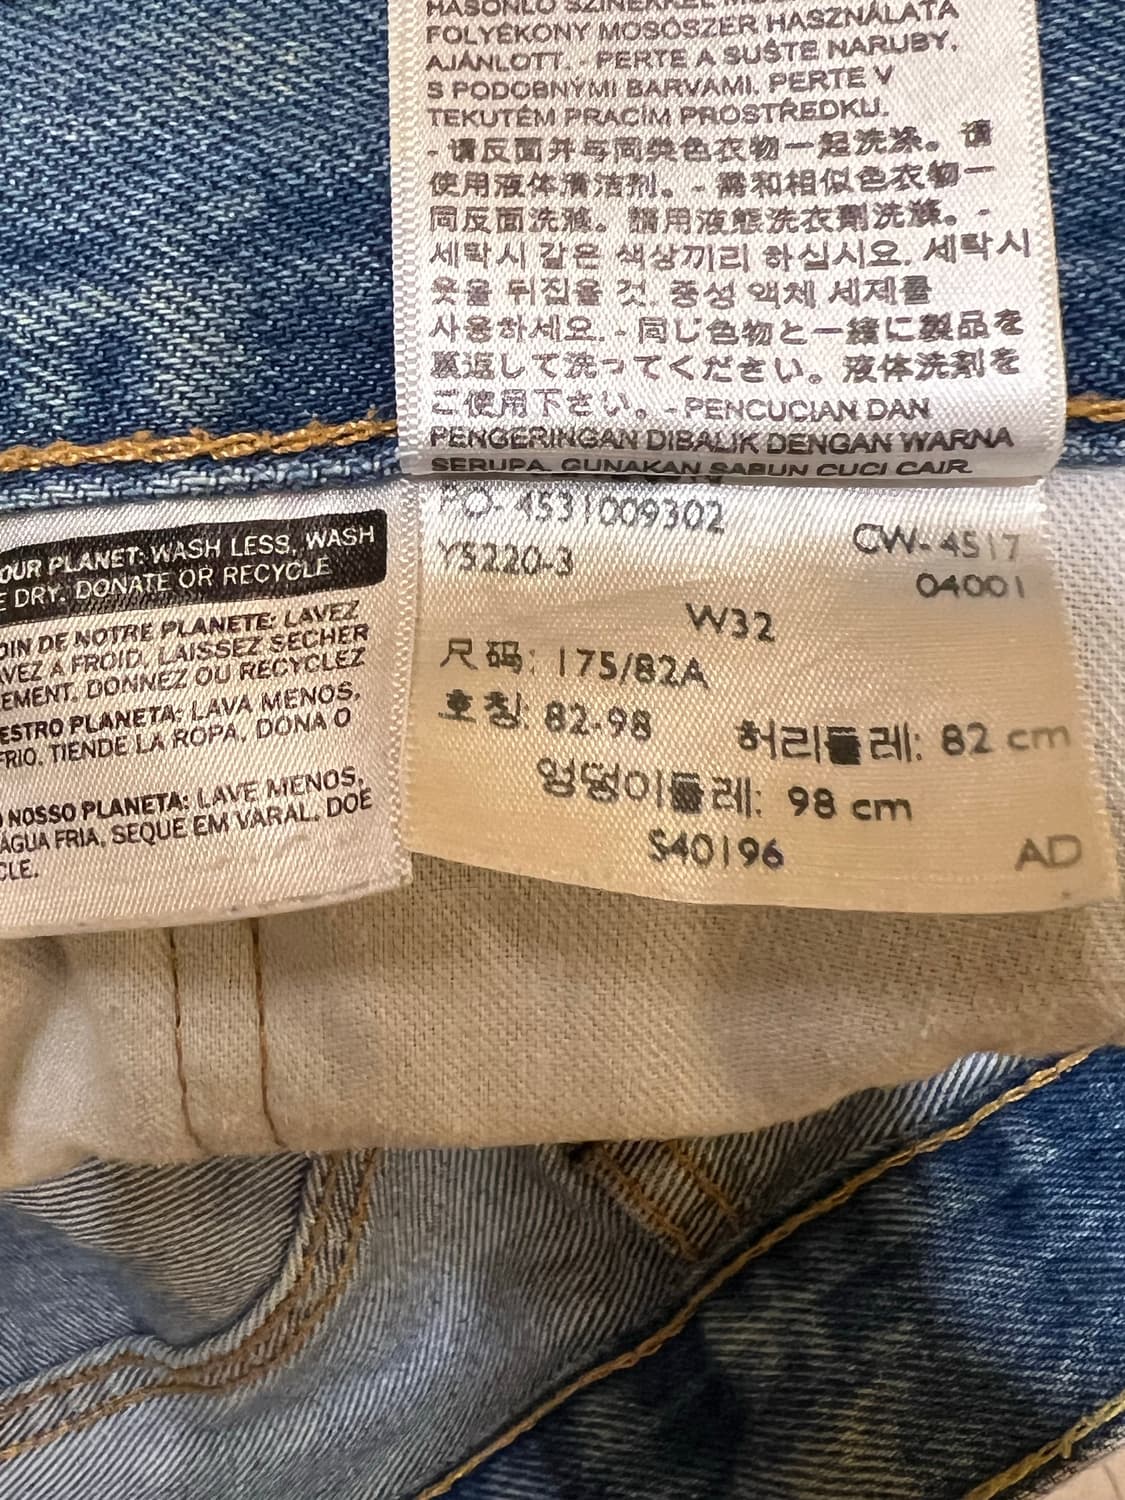 FOLYÉKONY MOSÓSZER HASZNÁLATA
AJÁNLOTT. - PERTE A SUŠTE NARUBY,
S PODOBNÝMI BARVAMI. PERTE V
TEKUTÉM PRACÍM PROSTŘEDKU.
- 请反面并与同类色衣物一起洗涤。请
使用液体清洁剂。- 需和相似色衣物一
同反面洗滌。請用液態洗衣劑洗滌。-
세탁시 같은 색상끼리 하십시요. 세탁시
옷을 뒤집을 것. 중성 액체 세제를
사용하세요. - 同じ色物と一緒に製品を
裏返して洗ってください。液体洗剤を
ご使用下さい。- PENCUCIAN DAN
PENGERINGAN DIBALIK DENGAN WARNA
SERUPA. GUNAKAN SABUN CUCI CAIR.
OUR PLANET: WASH LESS, WASH
E DRY, DONATE OR RECYCLE
OIN DE NOTRE PLANETE: LAVEZ
AVEZ A FROID, LAISSEZ SECHER
EMENT, DONNEZ OU RECYCLEZ
ESTRO PLANETA: LAVA MENOS,
FRIO, TIENDE LA ROPA, DONA O
NOSSO PLANETA: LAVE MENOS,
ÁGUA FRIA, SEQUE EM VARAL, DOE
CLE.
PO- 4531009302
Y5220-3
CW- 4517
04001
W32
尺码: 175/82A
호칭: 82-98 허리둘레: 82 cm
엉덩이둘레: 98 cm
S40196 AD